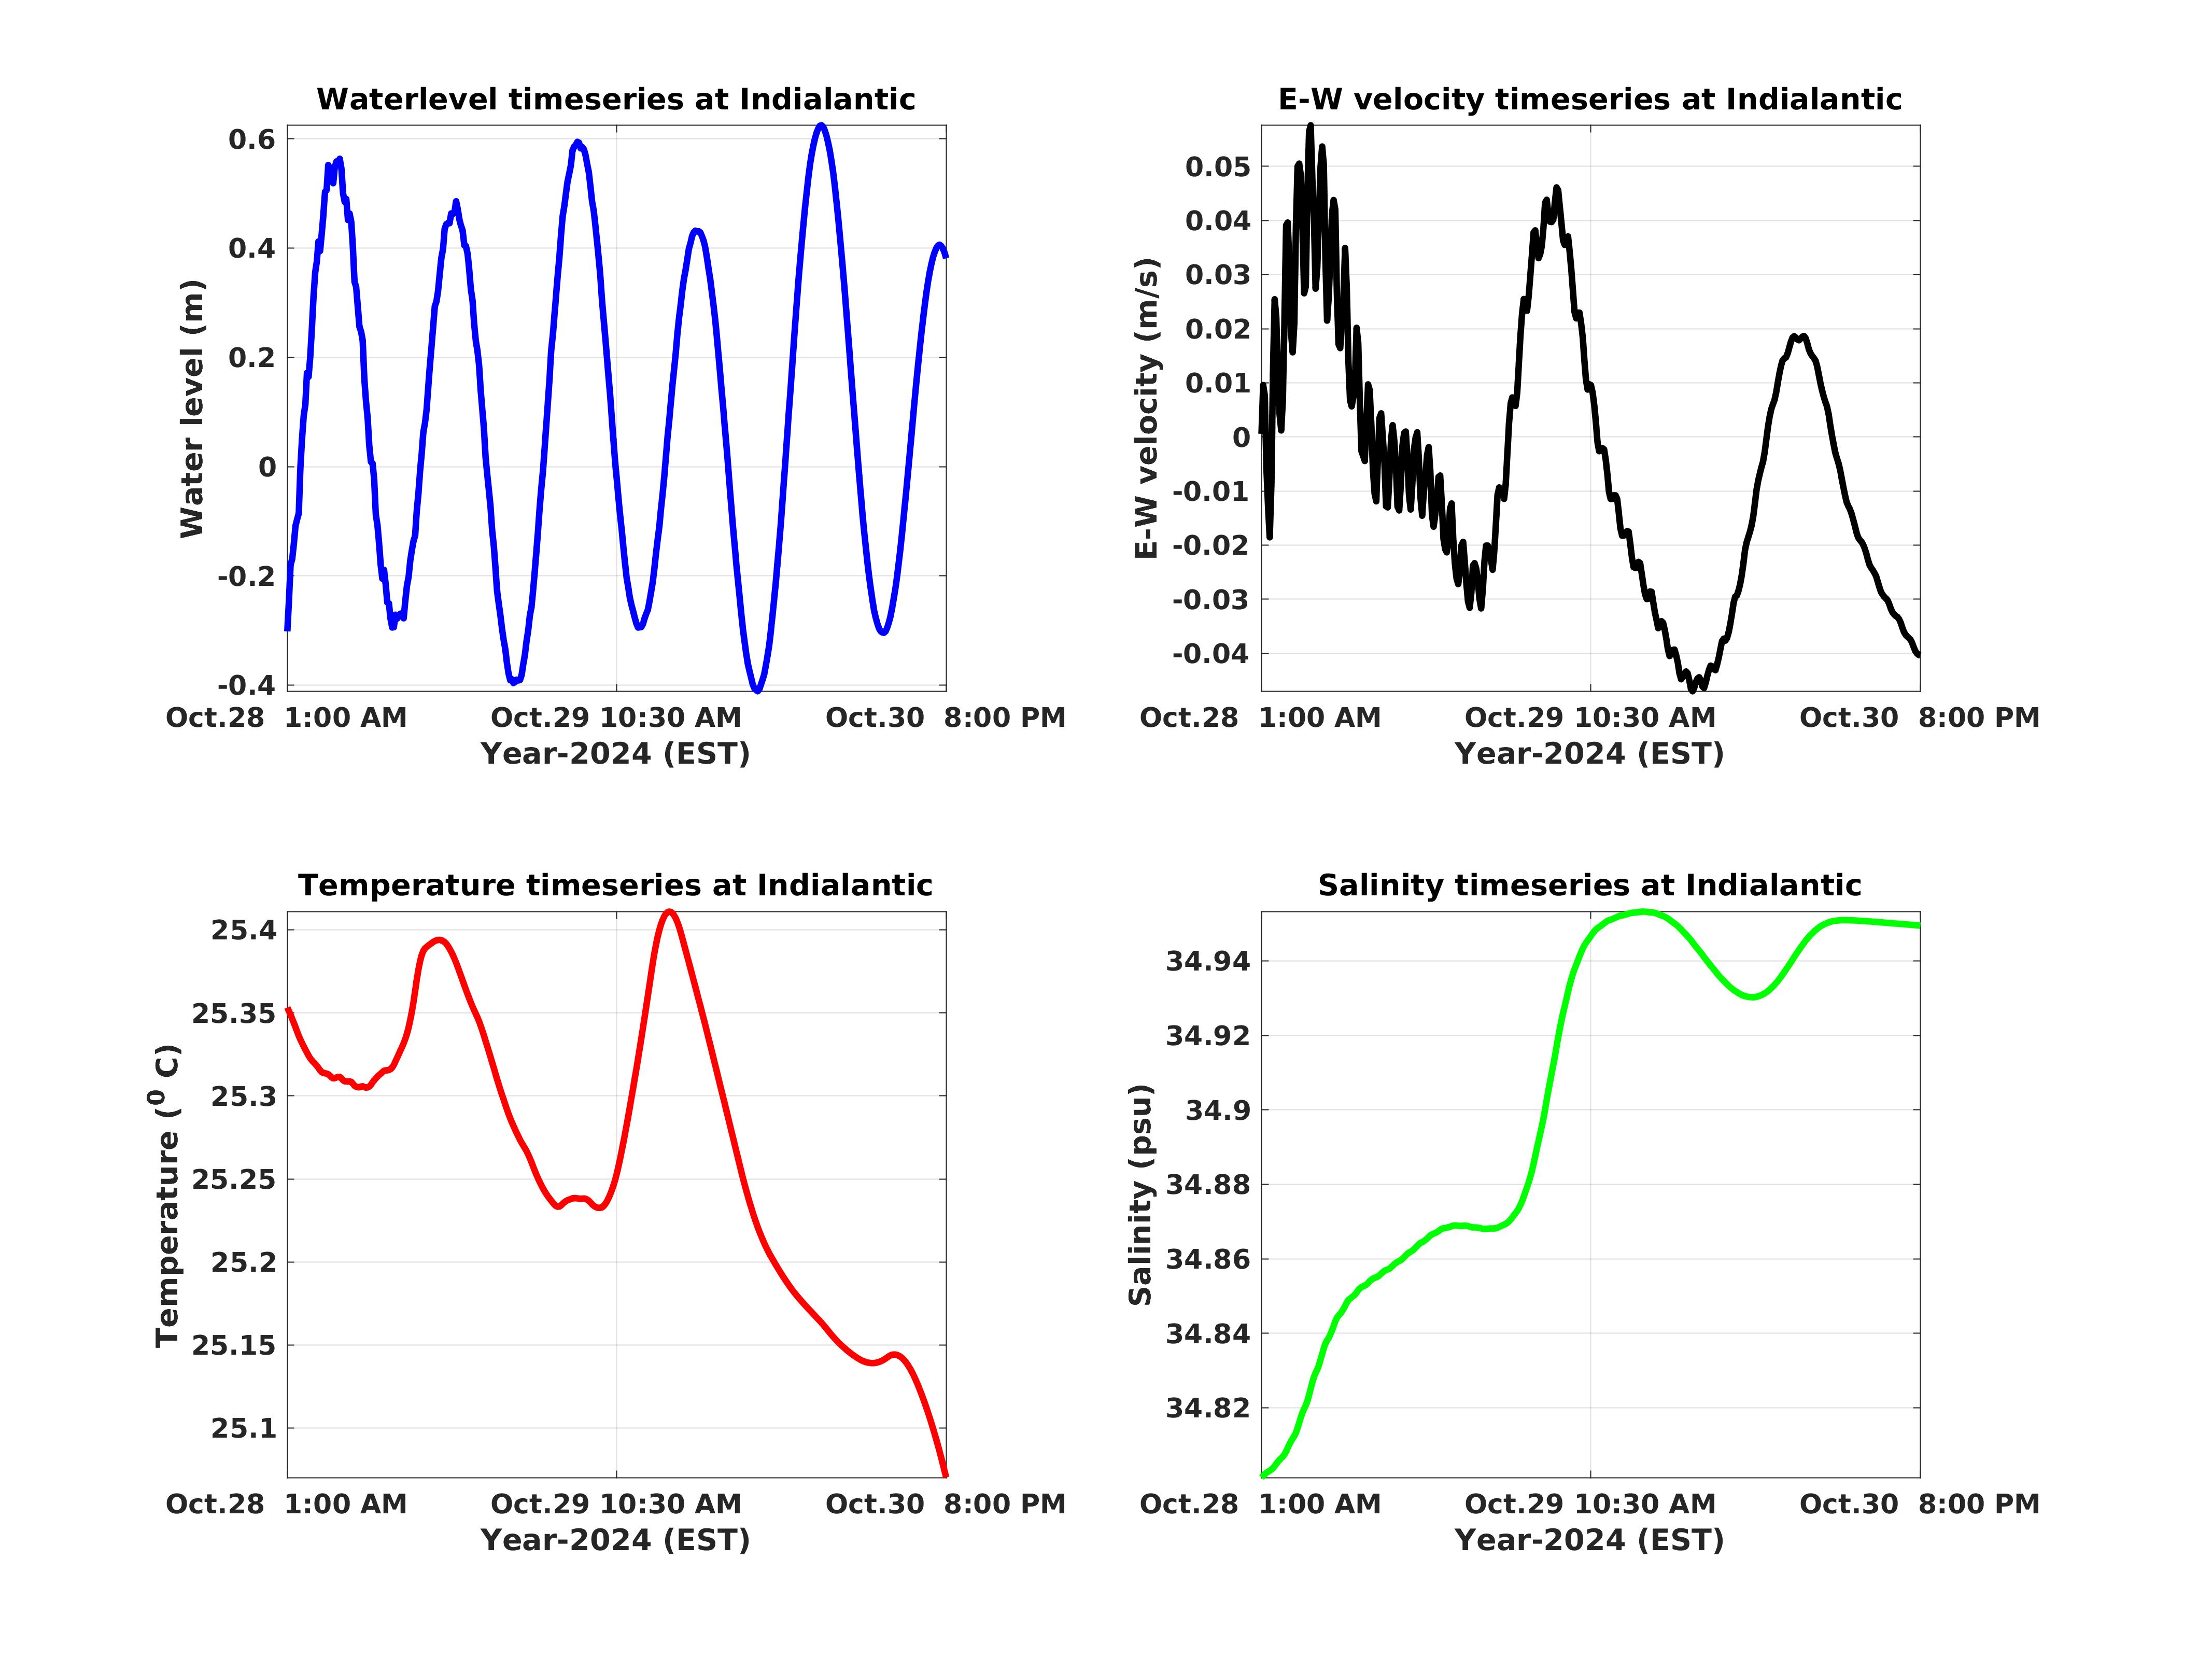 Waterlevel timeseries at Indialantic
0.6
0.4
0.2
0
-0.2
-0.4
Water level (m)
Oct.28 1:00 AM Oct.29 10:30 AM Oct.30 8:00 PM
Year-2024 (EST)
E-W velocity timeseries at Indialantic
0.05
0.04
0.03
0.02
0.01
0
-0.01
-0.02
-0.03
-0.04
E-W velocity (m/s)
Oct.28 1:00 AM Oct.29 10:30 AM Oct.30 8:00 PM
Year-2024 (EST)
Temperature timeseries at Indialantic
25.4
25.35
25.3
25.25
25.2
25.15
25.1
Temperature (⁰ C)
Oct.28 1:00 AM Oct.29 10:30 AM Oct.30 8:00 PM
Year-2024 (EST)
Salinity timeseries at Indialantic
34.94
34.92
34.9
34.88
34.86
34.84
34.82
Salinity (psu)
Oct.28 1:00 AM Oct.29 10:30 AM Oct.30 8:00 PM
Year-2024 (EST)